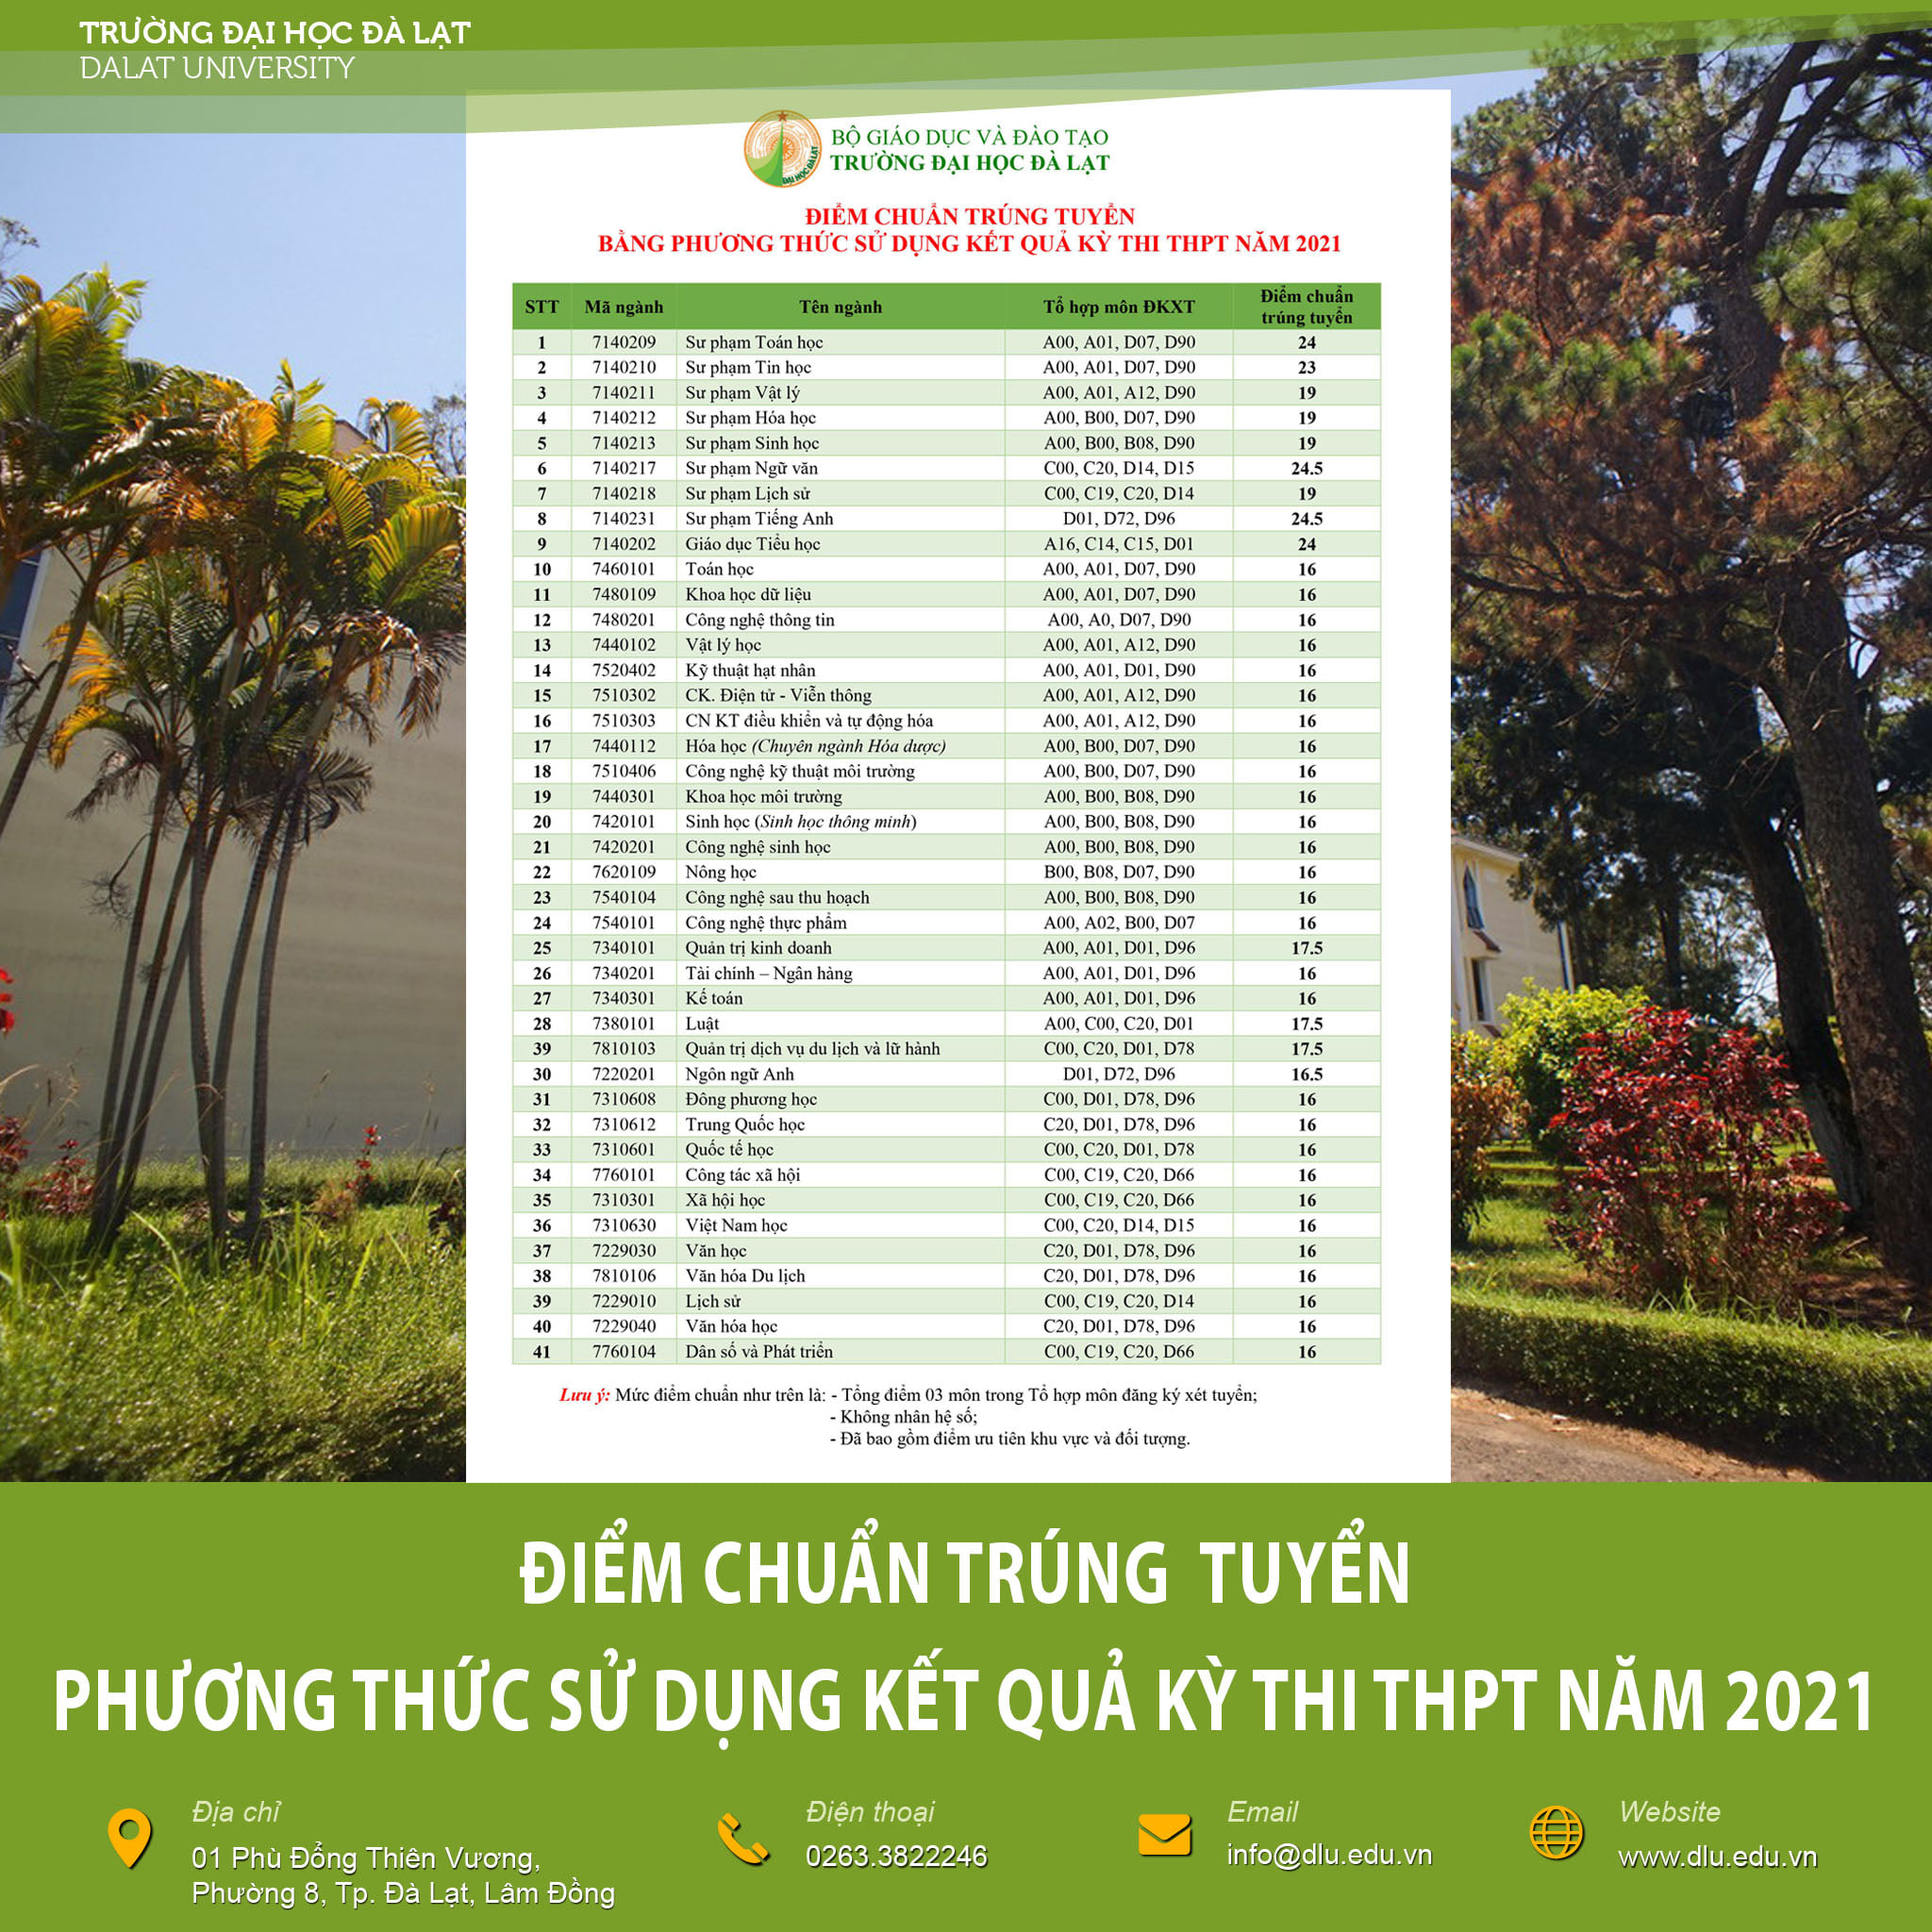 TRƯỜNG ĐẠI HỌC ĐÀ LẠT
DALAT UNIVERSITY
BỘ GIÁO DỤC VÀ ĐÀO TẠO
TRƯỜNG ĐẠI HỌC ĐÀ LẠT
ĐẠI HỌC ĐÀ LẠT
ĐIỂM CHUẨN TRÚNG TUYỂN
BẰNG PHƯƠNG THỨC SỬ DỤNG KẾT QUẢ KỲ THI THPT NĂM 2021
STT Mã ngành Tên ngành Tổ hợp môn ĐKXT Điểm chuẩn trúng tuyển
1 7140209 Sư phạm Toán học A00, A01, D07, D90 24
2 7140210 Sư phạm Tin học A00, A01, D07, D90 23
3 7140211 Sư phạm Vật lý A00, A01, A12, D90 19
4 7140212 Sư phạm Hóa học A00, B00, D07, D90 19
5 7140213 Sư phạm Sinh học A00, B00, B08, D90 19
6 7140217 Sư phạm Ngữ văn C00, C20, D14, D15 24.5
7 7140218 Sư phạm Lịch sử C00, C19, C20, D14 19
8 7140231 Sư phạm Tiếng Anh D01, D72, D96 24.5
9 7140202 Giáo dục Tiểu học A16, C14, C15, D01 24
10 7460101 Toán học A00, A01, D07, D90 16
11 7480109 Khoa học dữ liệu A00, A01, D07, D90 16
12 7480201 Công nghệ thông tin A00, A0, D07, D90 16
13 7440102 Vật lý học A00, A01, A12, D90 16
14 7520402 Kỹ thuật hạt nhân A00, A01, D01, D90 16
15 7510302 CK. Điện tử - Viễn thông A00, A01, A12, D90 16
16 7510303 CN KT điều khiển và tự động hóa A00, A01, A12, D90 16
17 7440112 Hóa học (Chuyên ngành Hóa dược) A00, B00, D07, D90 16
18 7510406 Công nghệ kỹ thuật môi trường A00, B00, D07, D90 16
19 7440301 Khoa học môi trường A00, B00, B08, D90 16
20 7420101 Sinh học (Sinh học thông minh) A00, B00, B08, D90 16
21 7420201 Công nghệ sinh học A00, B00, B08, D90 16
22 7620109 Nông học B00, B08, D07, D90 16
23 7540104 Công nghệ sau thu hoạch A00, B00, B08, D90 16
24 7540101 Công nghệ thực phẩm A00, A02, B00, D07 16
25 7340101 Quản trị kinh doanh A00, A01, D01, D96 17.5
26 7340201 Tài chính – Ngân hàng A00, A01, D01, D96 16
27 7340301 Kế toán A00, A01, D01, D96 16
28 7380101 Luật A00, C00, C20, D01 17.5
39 7810103 Quản trị dịch vụ du lịch và lữ hành C00, C20, D01, D78 17.5
30 7220201 Ngôn ngữ Anh D01, D72, D96 16.5
31 7310608 Đông phương học C00, D01, D78, D96 16
32 7310612 Trung Quốc học C20, D01, D78, D96 16
33 7310601 Quốc tế học C00, C20, D01, D78 16
34 7760101 Công tác xã hội C00, C19, C20, D66 16
35 7310301 Xã hội học C00, C19, C20, D66 16
36 7310630 Việt Nam học C00, C20, D14, D15 16
37 7229030 Văn học C20, D01, D78, D96 16
38 7810106 Văn hóa Du lịch C20, D01, D78, D96 16
39 7229010 Lịch sử C00, C19, C20, D14 16
40 7229040 Văn hóa học C20, D01, D78, D96 16
41 7760104 Dân số và Phát triển C00, C19, C20, D66 16
Lưu ý: Mức điểm chuẩn như trên là: - Tổng điểm 03 môn trong Tổ hợp môn đăng ký xét tuyển;
- Không nhân hệ số;
- Đã bao gồm điểm ưu tiên khu vực và đối tượng.
ĐIỂM CHUẨN TRÚNG TUYỂN
PHƯƠNG THỨC SỬ DỤNG KẾT QUẢ KỲ THI THPT NĂM 2021
Địa chỉ
01 Phù Đổng Thiên Vương,
Phường 8, Tp. Đà Lạt, Lâm Đồng
Điện thoại
0263.3822246
Email
info@dlu.edu.vn
Website
www.dlu.edu.vn